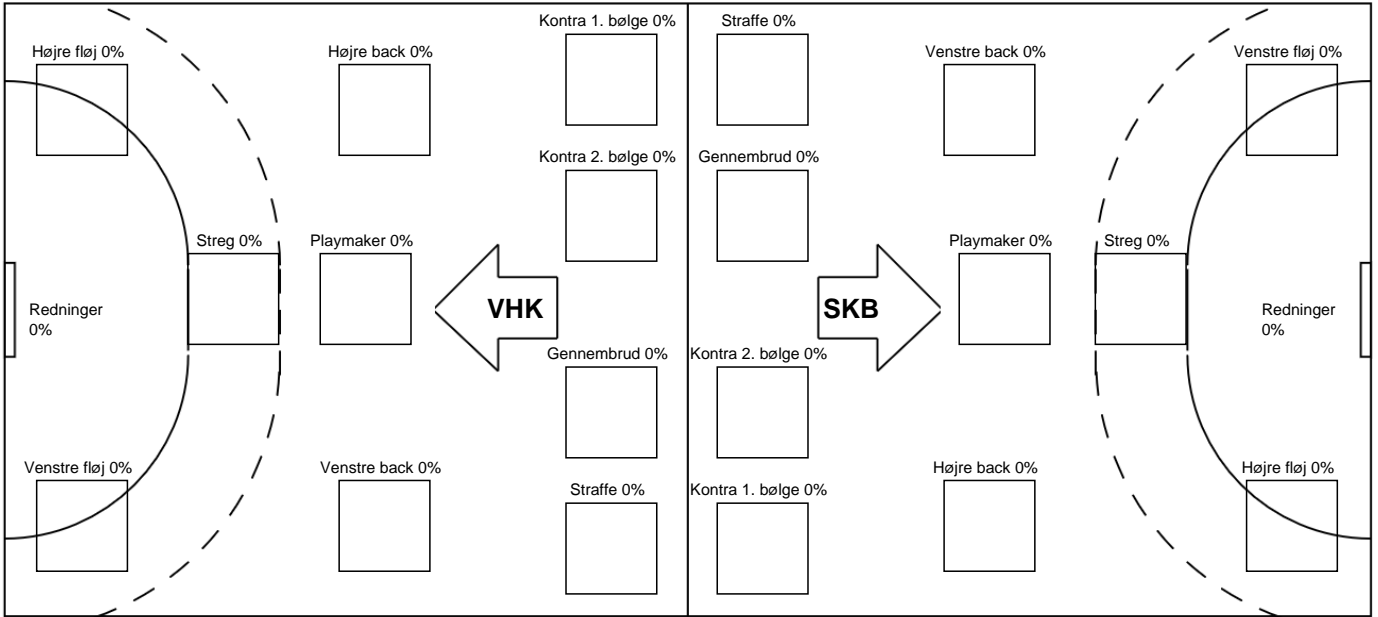 Kontra 1. bølge 0%
Straffe 0%
Højre fløj 0%
Højre back 0%
Venstre back 0%
Venstre fløj 0%
Kontra 2. bølge 0%
Gennembrud 0%
Streg 0%
Playmaker 0%
Playmaker 0%
Streg 0%
Redninger
0%
VHK
SKB
Redninger
0%
Gennembrud 0%
Kontra 2. bølge 0%
Venstre fløj 0%
Venstre back 0%
Straffe 0%
Kontra 1. bølge 0%
Højre back 0%
Højre fløj 0%